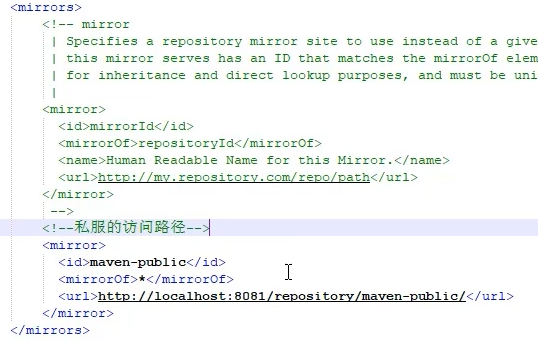 <mirrors>
<!-- mirror
| Specifies a repository mirror site to use instead of a give
| this mirror serves has an ID that matches the mirrorOf elem
| for inheritance and direct lookup purposes, and must be uni
|
<mirror>
<id>mirrorId</id>
<mirrorOf>repositoryId</mirrorOf>
<name>Human Readable Name for this Mirror.</name>
<url>http://my.repository.com/repo/path</url>
</mirror>
-->
<!--私服的访问路径-->
<mirror>
<id>maven-public</id>
<mirrorOf>*</mirrorOf>
<url>http://localhost:8081/repository/maven-public/</url>
</mirror>
</mirrors>